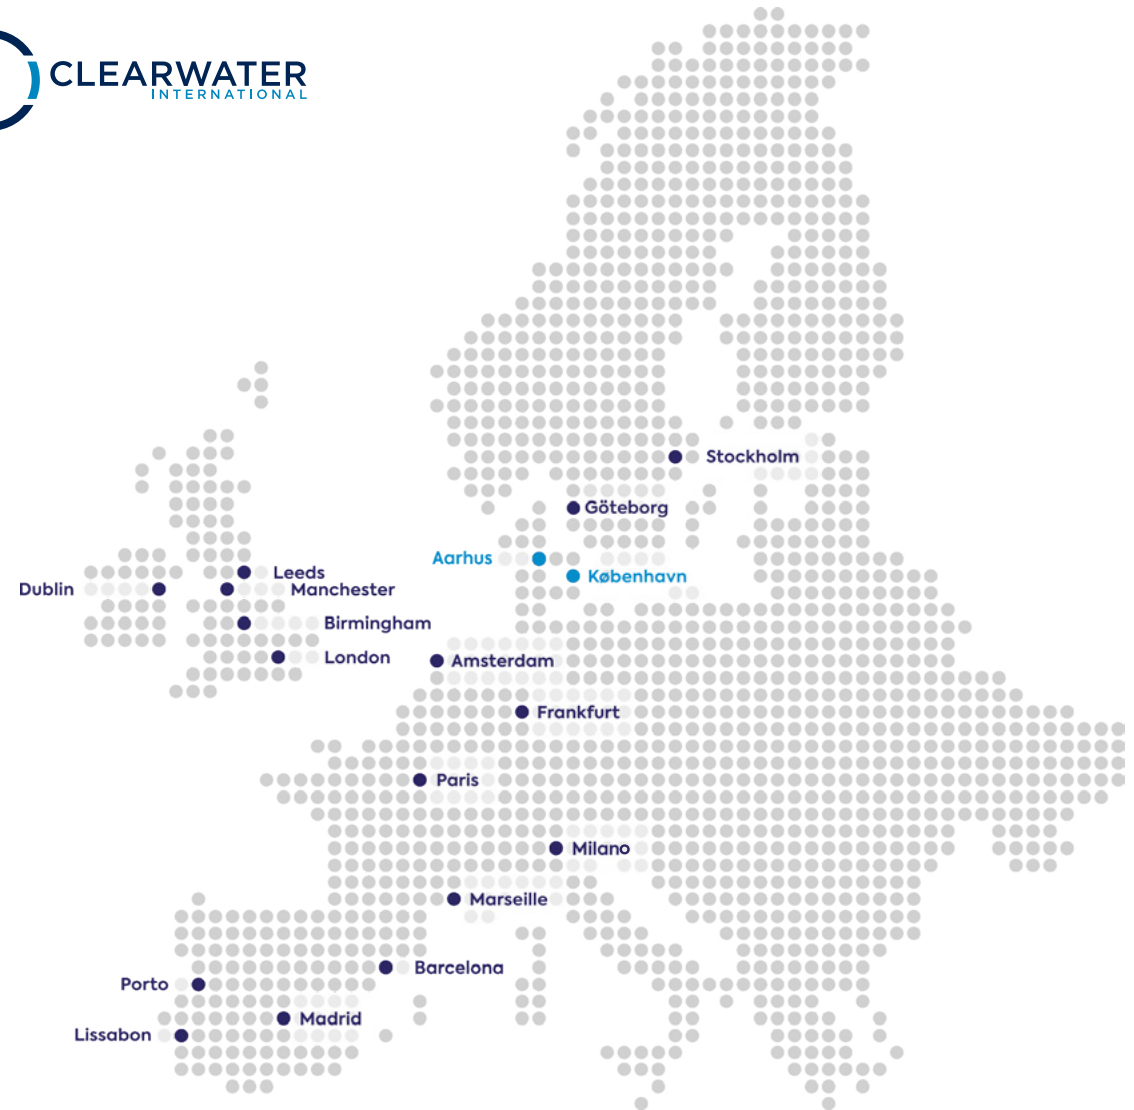 CLEARWATER
INTERNATIONAL
Stockholm
Göteborg
Aarhus
København
Leeds
Dublin
Manchester
Birmingham
London
Amsterdam
Frankfurt
Paris
Milano
Marseille
Barcelona
Porto
Madrid
Lissabon